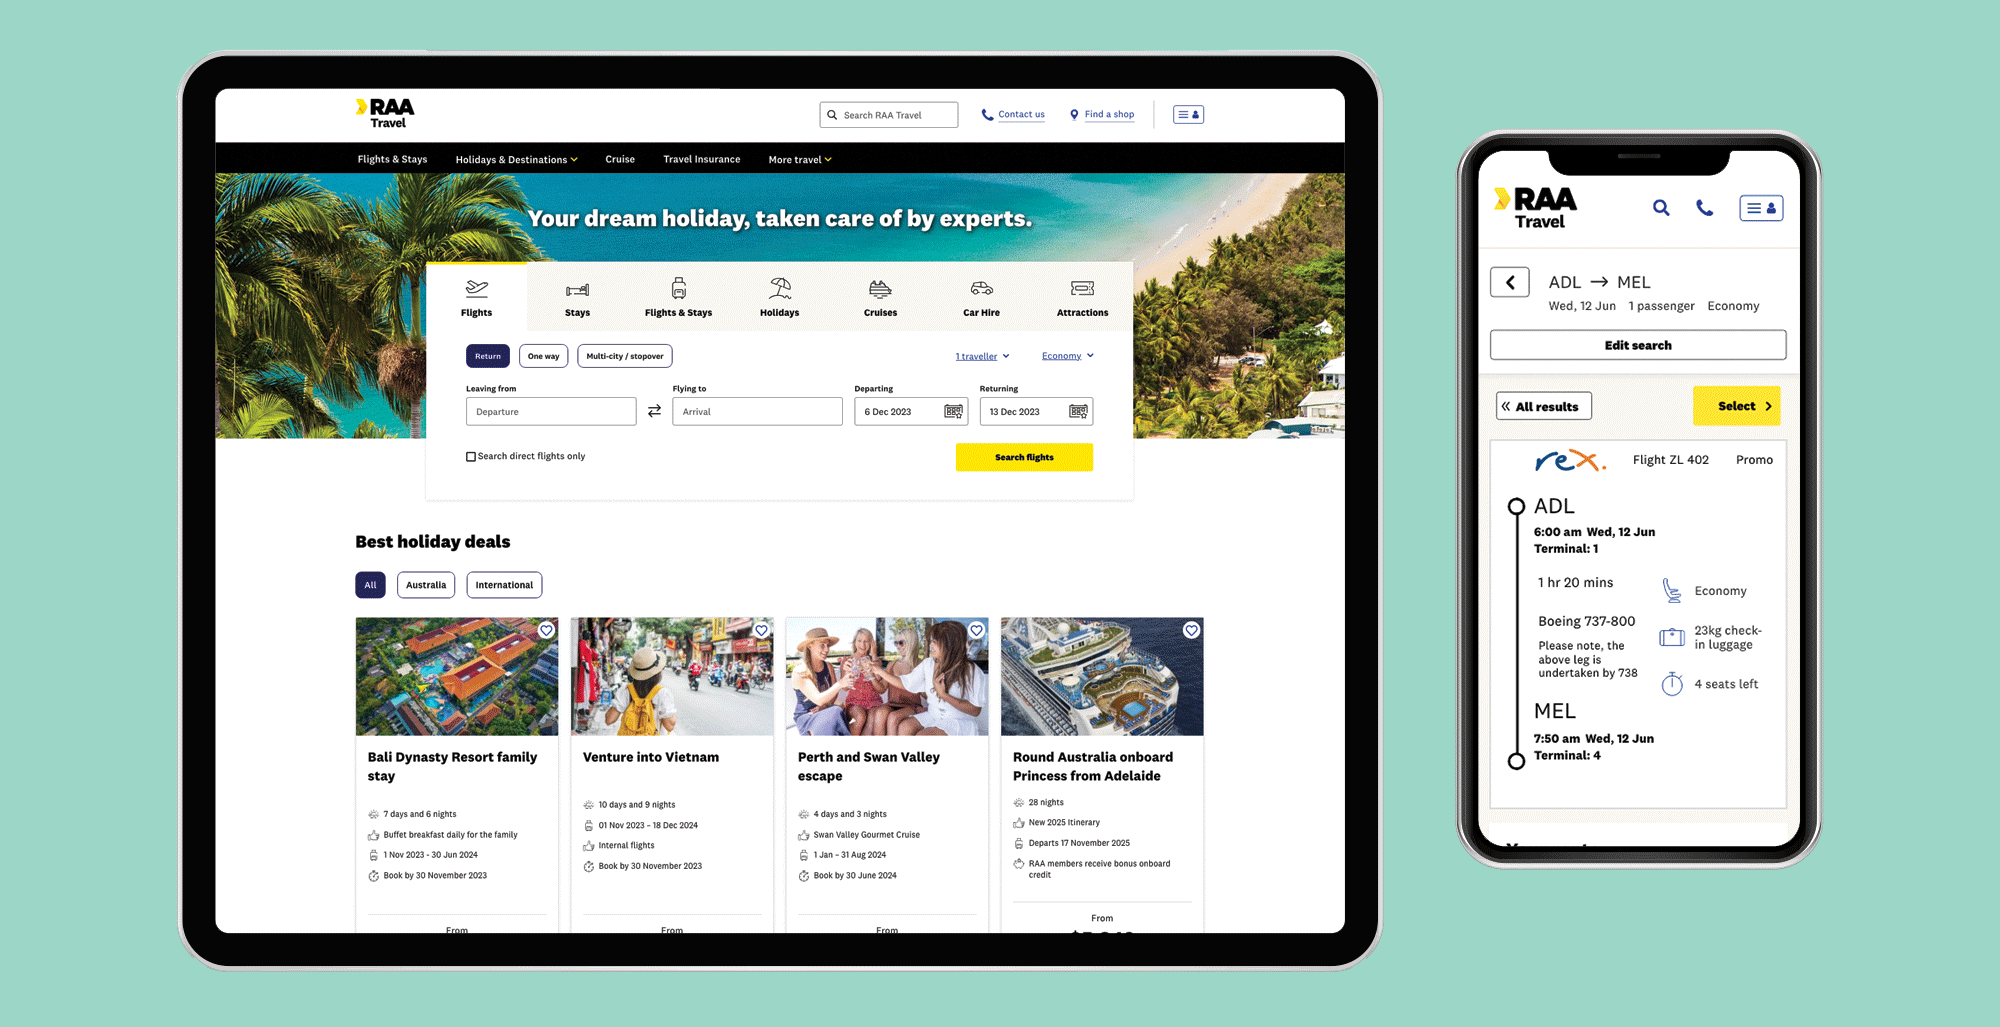 RAA
Travel
Search RAA Travel
Contact us
Find a shop
Flights & Stays
Holidays & Destinations
Cruise
Travel Insurance
More travel
Your dream holiday, taken care of by experts.
Flights
Stays
Flights & Stays
Holidays
Cruises
Car Hire
Attractions
Return
One way
Multi-city / stopover
1 traveller
Economy
Leaving from
Flying to
Departing
Returning
Departure
Arrival
6 Dec 2023
13 Dec 2023
Search direct flights only
Search flights
Best holiday deals
All
Australia
International
Bali Dynasty Resort family
stay
7 days and 6 nights
Buffet breakfast daily for the family
1 Nov 2023 - 30 Jun 2024
Book by 30 November 2023
From
Venture into Vietnam
10 days and 9 nights
01 Nov 2023 – 18 Dec 2024
Internal flights
Book by 30 November 2023
From
Perth and Swan Valley
escape
4 days and 3 nights
Swan Valley Gourmet Cruise
1 Jan – 31 Aug 2024
Book by 30 June 2024
From
Round Australia onboard
Princess from Adelaide
28 nights
New 2025 Itinerary
Departs 17 November 2025
RAA members receive bonus onboard
credit
From
RAA
Travel
ADL → MEL
Wed, 12 Jun 1 passenger Economy
Edit search
« All results
Select >
rex.
Flight ZL 402
Promo
ADL
6:00 am Wed, 12 Jun
Terminal: 1
1 hr 20 mins
Economy
Boeing 737-800
23kg check-
in luggage
Please note, the
above leg is
undertaken by 738
4 seats left
MEL
7:50 am Wed, 12 Jun
Terminal: 4